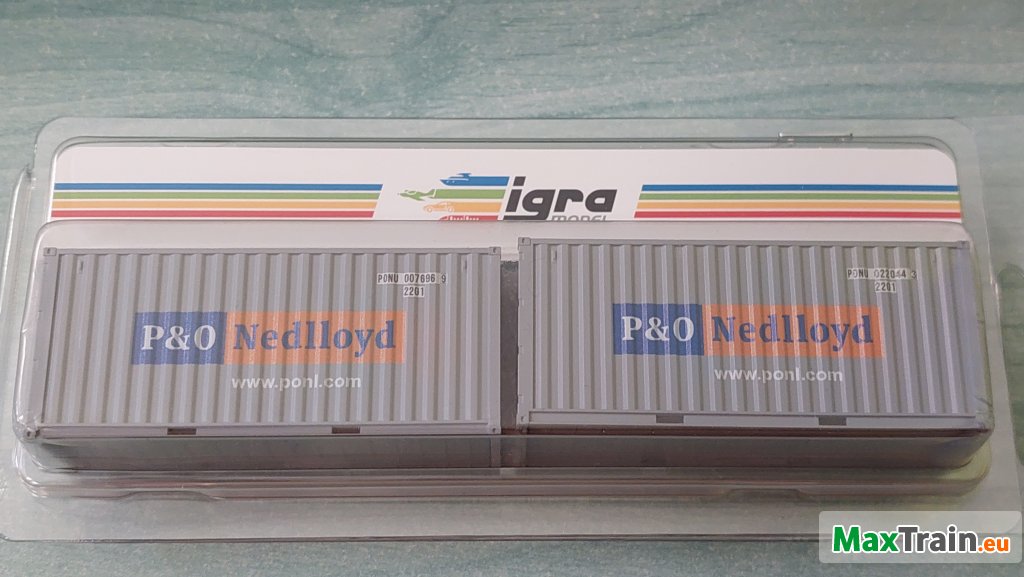 igra
MODEL
PONU 007696 9
2201
P&O Nedlloyd
www.ponl.com
PONU 022044 3
2201
P&O Nedlloyd
www.ponl.com
MaxTrain.eu